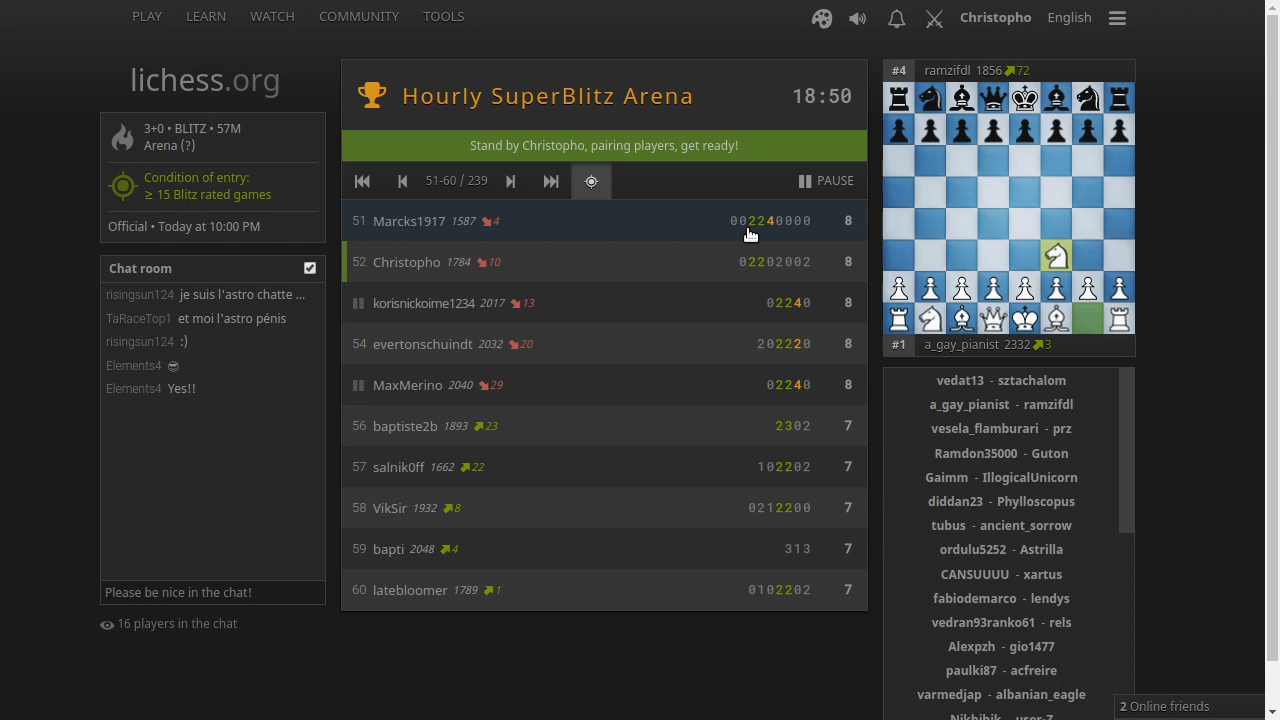 PLAY LEARN WATCH COMMUNITY TOOLS Christopho English
lichess.org
3+0 • BLITZ • 57M
Arena (?)
Condition of entry:
≥ 15 Blitz rated games
Official • Today at 10:00 PM
Chat room
risingsun124 je suis l'astro chatte ...
TaRaceTop1 et moi l'astro pénis
risingsun124 :)
Elements4 😎
Elements4 Yes!!
Please be nice in the chat!
16 players in the chat
Hourly SuperBlitz Arena 18:50
Stand by Christopho, pairing players, get ready!
51-60 / 239 PAUSE
51 Marcks1917 1587 4 0022400000 8
52 Christopho 1784 10 02202002 8
korisnickoime1234 2017 13 02240 8
54 evertonschuindt 2032 20 202220 8
MaxMerino 2040 29 02240 8
56 baptiste2b 1893 23 2302 7
57 salnik0ff 1662 22 102202 7
58 VikSir 1932 8 0212200 7
59 bapti 2048 4 313 7
60 latebloomer 1789 1 0102202 7
#4 ramzifdl 1856 72
#1 a_gay_pianist 2332 3
vedat13 - sztachalom
a_gay_pianist - ramzifdl
vesela_flamburari - prz
Ramdon35000 - Guton
Gaimm - IllogicalUnicorn
diddan23 - Phylloscopus
tubus - ancient_sorrow
ordulu5252 - Astrilla
CANSUUUU - xartus
fabiodemarco - lendys
vedran93ranko61 - rels
Alexpzh - gio1477
paulki87 - acfreire
varmedjap - albanian_eagle
2 Online friends